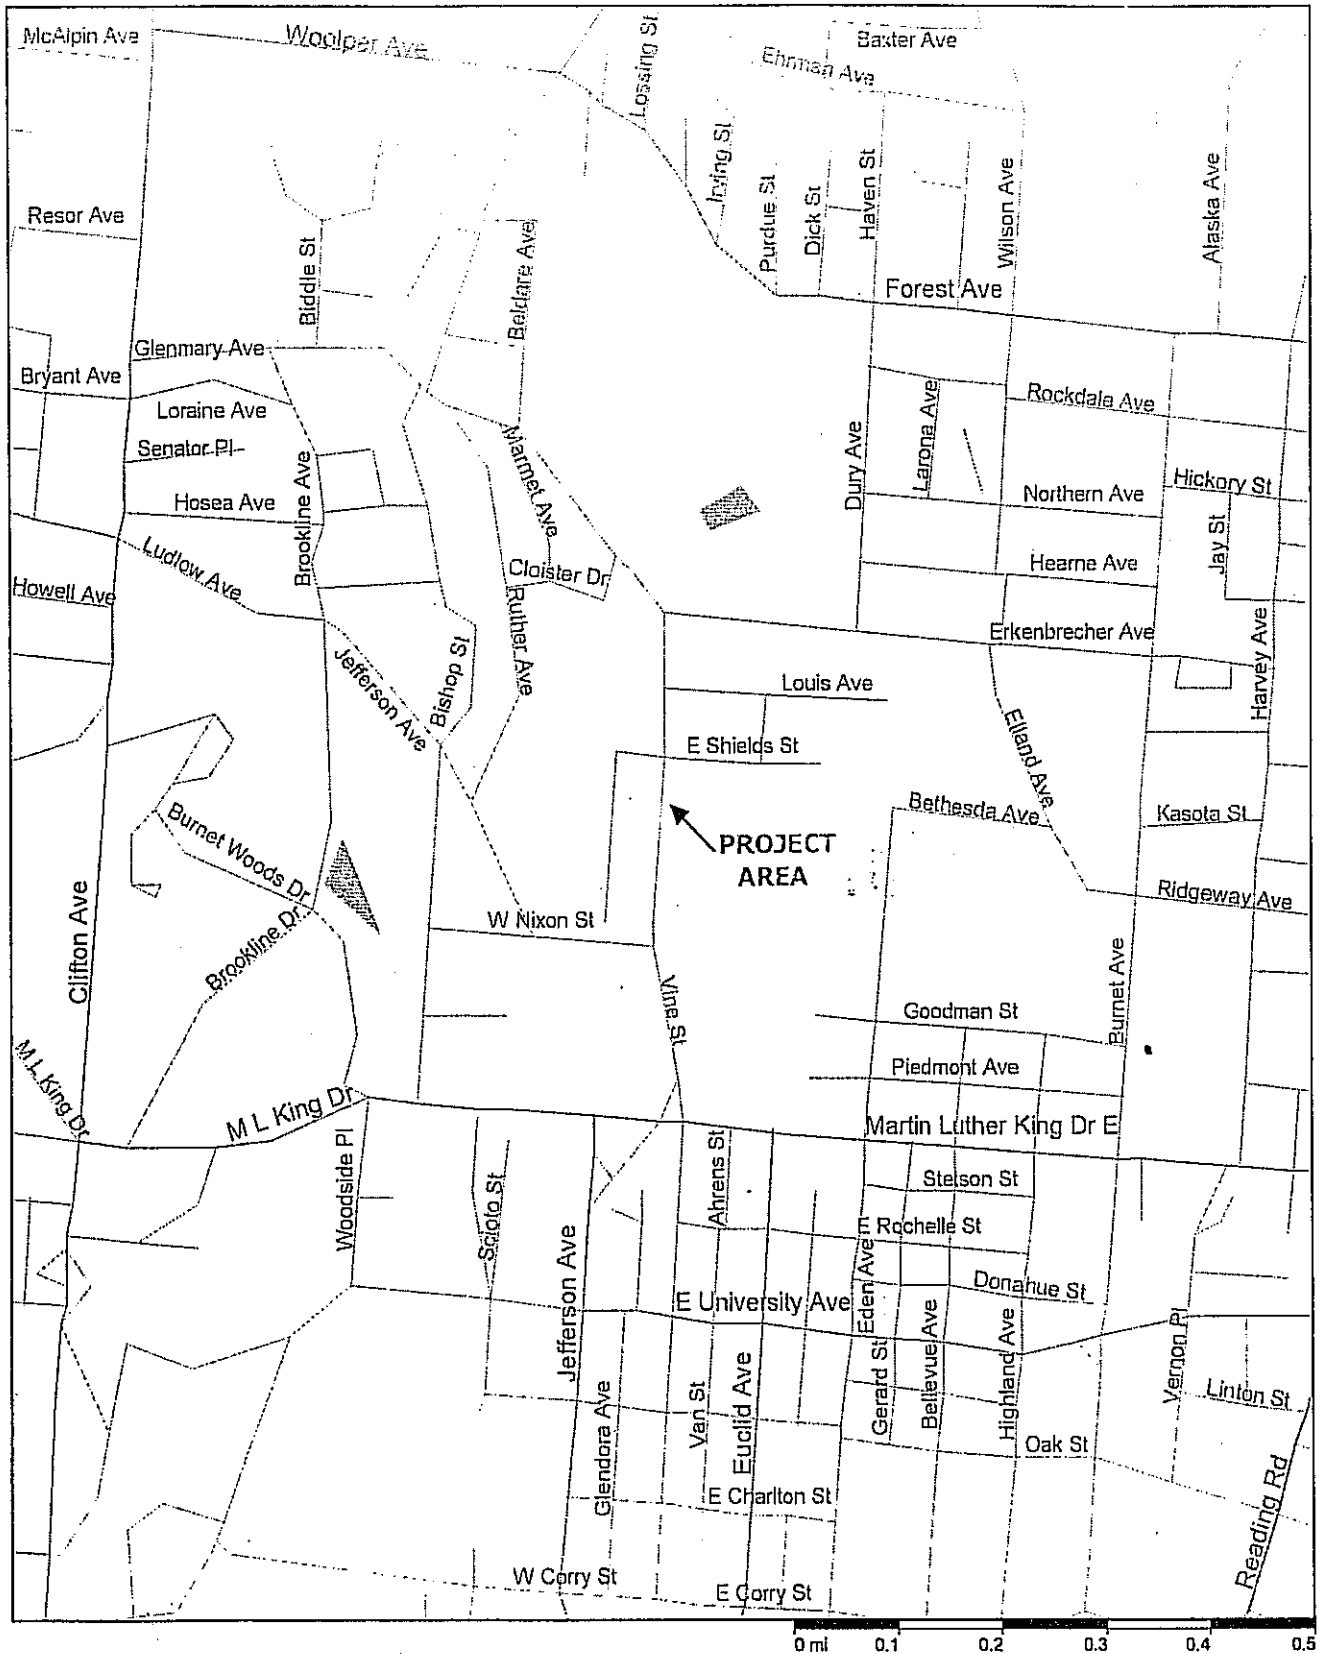 McAlpin Ave
Woolper Ave
Lossing St
Baxter Ave
Ehrman Ave
Irving St
Purdue St
Dick St
Haven St
Wilson Ave
Alaska Ave
Resor Ave
Biddle St
Beldare Ave
Forest Ave
Glenmary Ave
Bryant Ave
Loraine Ave
Senator Pl
Hosea Ave
Brookline Ave
Marmet Ave
Dury Ave
Larona Ave
Rockdale Ave
Northern Ave
Hickory St
Jay St
Ludlow Ave
Howell Ave
Cloister Dr
Hearne Ave
Ruther Ave
Erkenbrecher Ave
Harvey Ave
Jefferson Ave
Bishop St
Louis Ave
E Shields St
Elland Ave
Bethesda Ave
Kasota St
Burnet Woods Dr
PROJECT
AREA
Ridgeway Ave
Clifton Ave
Brookline Dr
W Nixon St
Vine St
Burnet Ave
Goodman St
Piedmont Ave
M L King Dr
M L King Dr
Martin Luther King Dr E
Woodside Pl
Scioto St
Ahrens St
Stetson St
E Rochelle St
Jefferson Ave
Eden Ave
Donahue St
E University Ave
Glendora Ave
Van St
Euclid Ave
Gerard St
Bellevue Ave
Highland Ave
Vernon Pl
Linton St
Oak St
E Charlton St
Reading Rd
W Corry St
E Corry St
0 mi 0.1 0.2 0.3 0.4 0.5